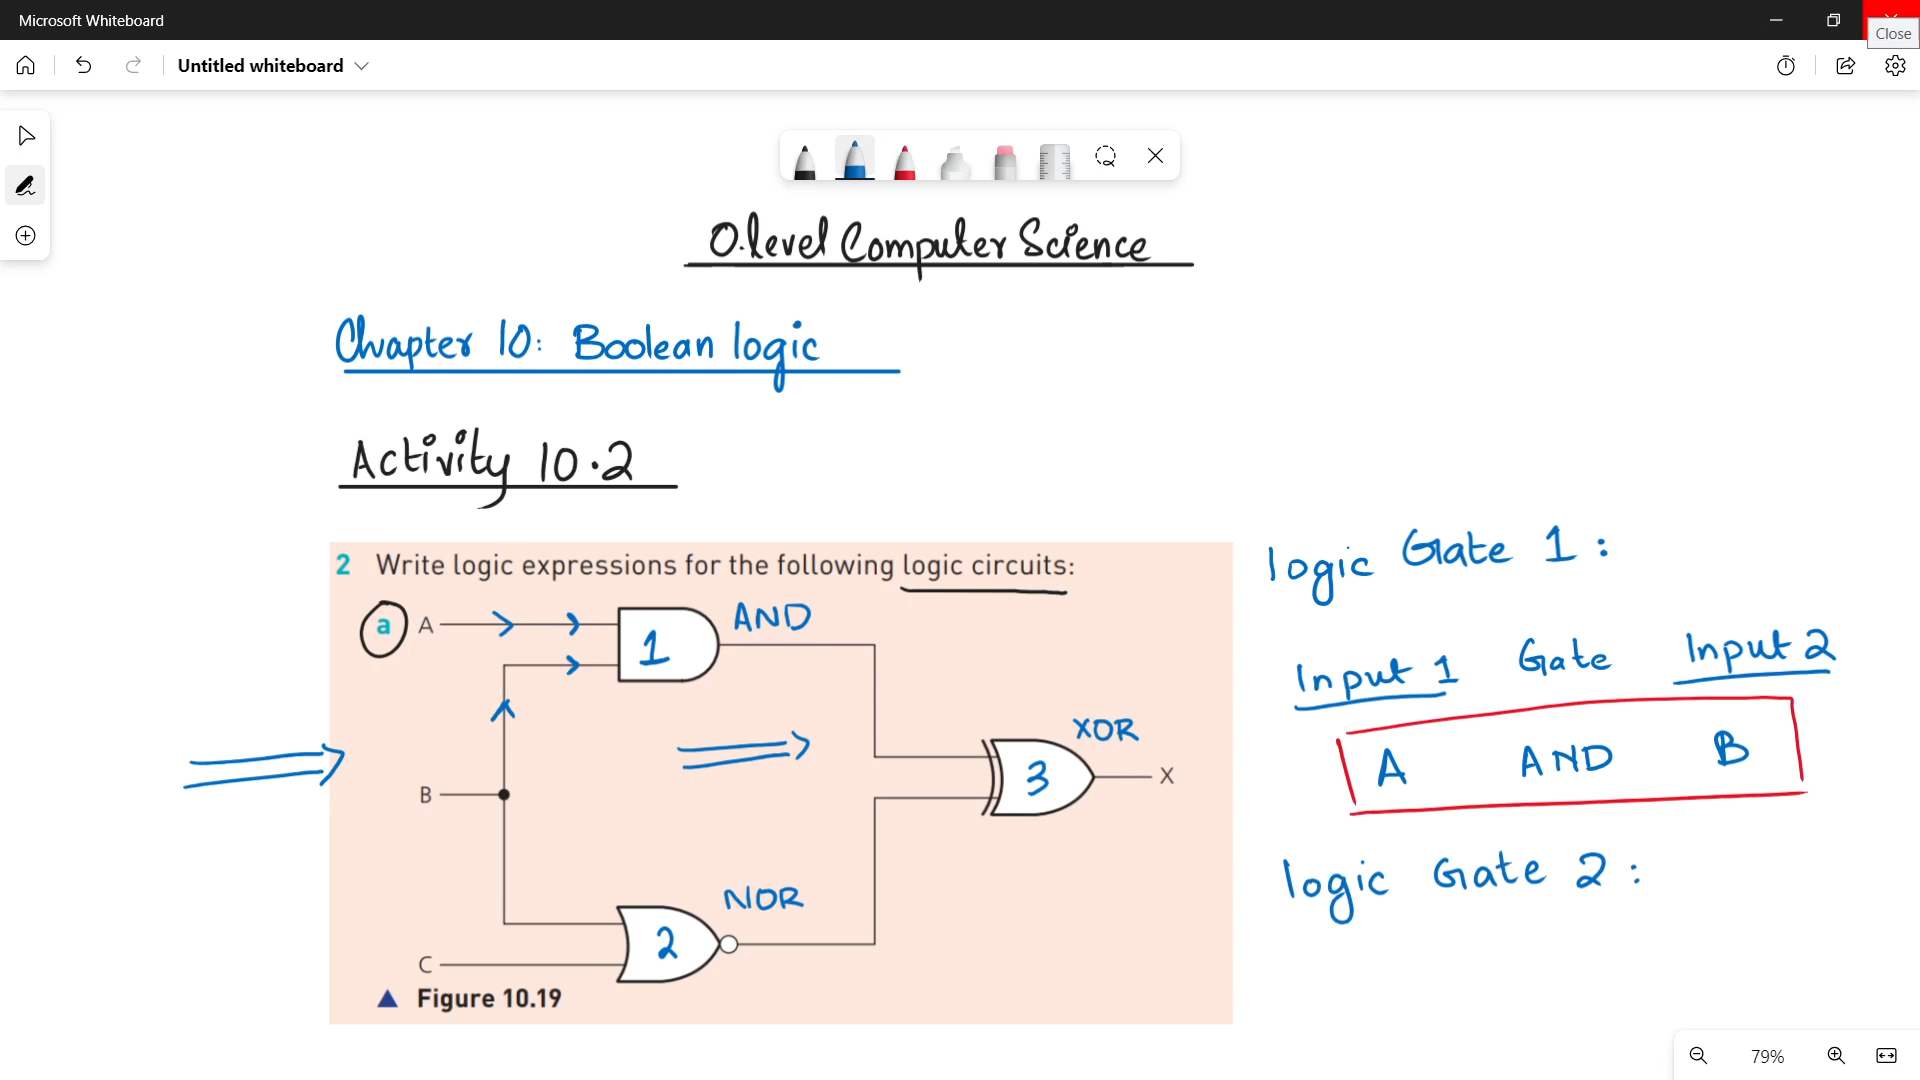 Microsoft Whiteboard
Close
Untitled whiteboard
O.level Computer Science
Chapter 10: Boolean logic
Activity 10.2
2 Write logic expressions for the following logic circuits:
a A
1
AND
B
XOR
3
X
NOR
2
C
▲ Figure 10.19
logic Gate 1:
Input 1 Gate Input 2
A AND B
logic Gate 2:
79%